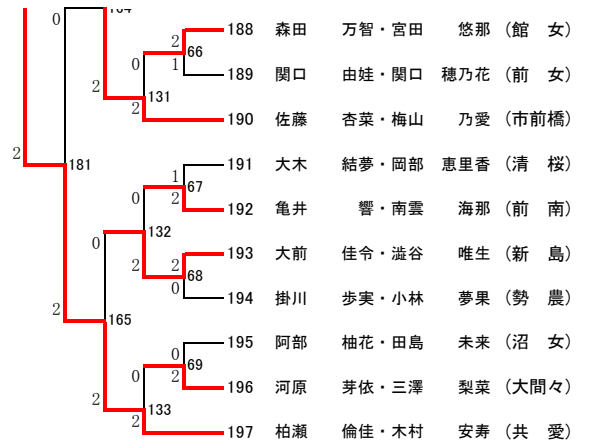 0 164
2 188 森田 万智・宮田 悠那 (館 女)
0 66
1 189 関口 由娃・関口 穂乃花 (前 女)
2 131
2 190 佐藤 杏菜・梅山 乃愛 (市前橋)
2 181
1 191 大木 結夢・岡部 恵里香 (清 桜)
0 67
2 192 亀井 響・南雲 海那 (前 南)
0 132
2 2 193 大前 佳令・澁谷 唯生 (新 島)
68
0 194 掛川 歩実・小林 夢果 (勢 農)
2 165
0 195 阿部 柚花・田島 未来 (沼 女)
0 69
2 196 河原 芽依・三澤 梨菜 (大間々)
2 133
2 197 柏瀬 倫佳・木村 安寿 (共 愛)